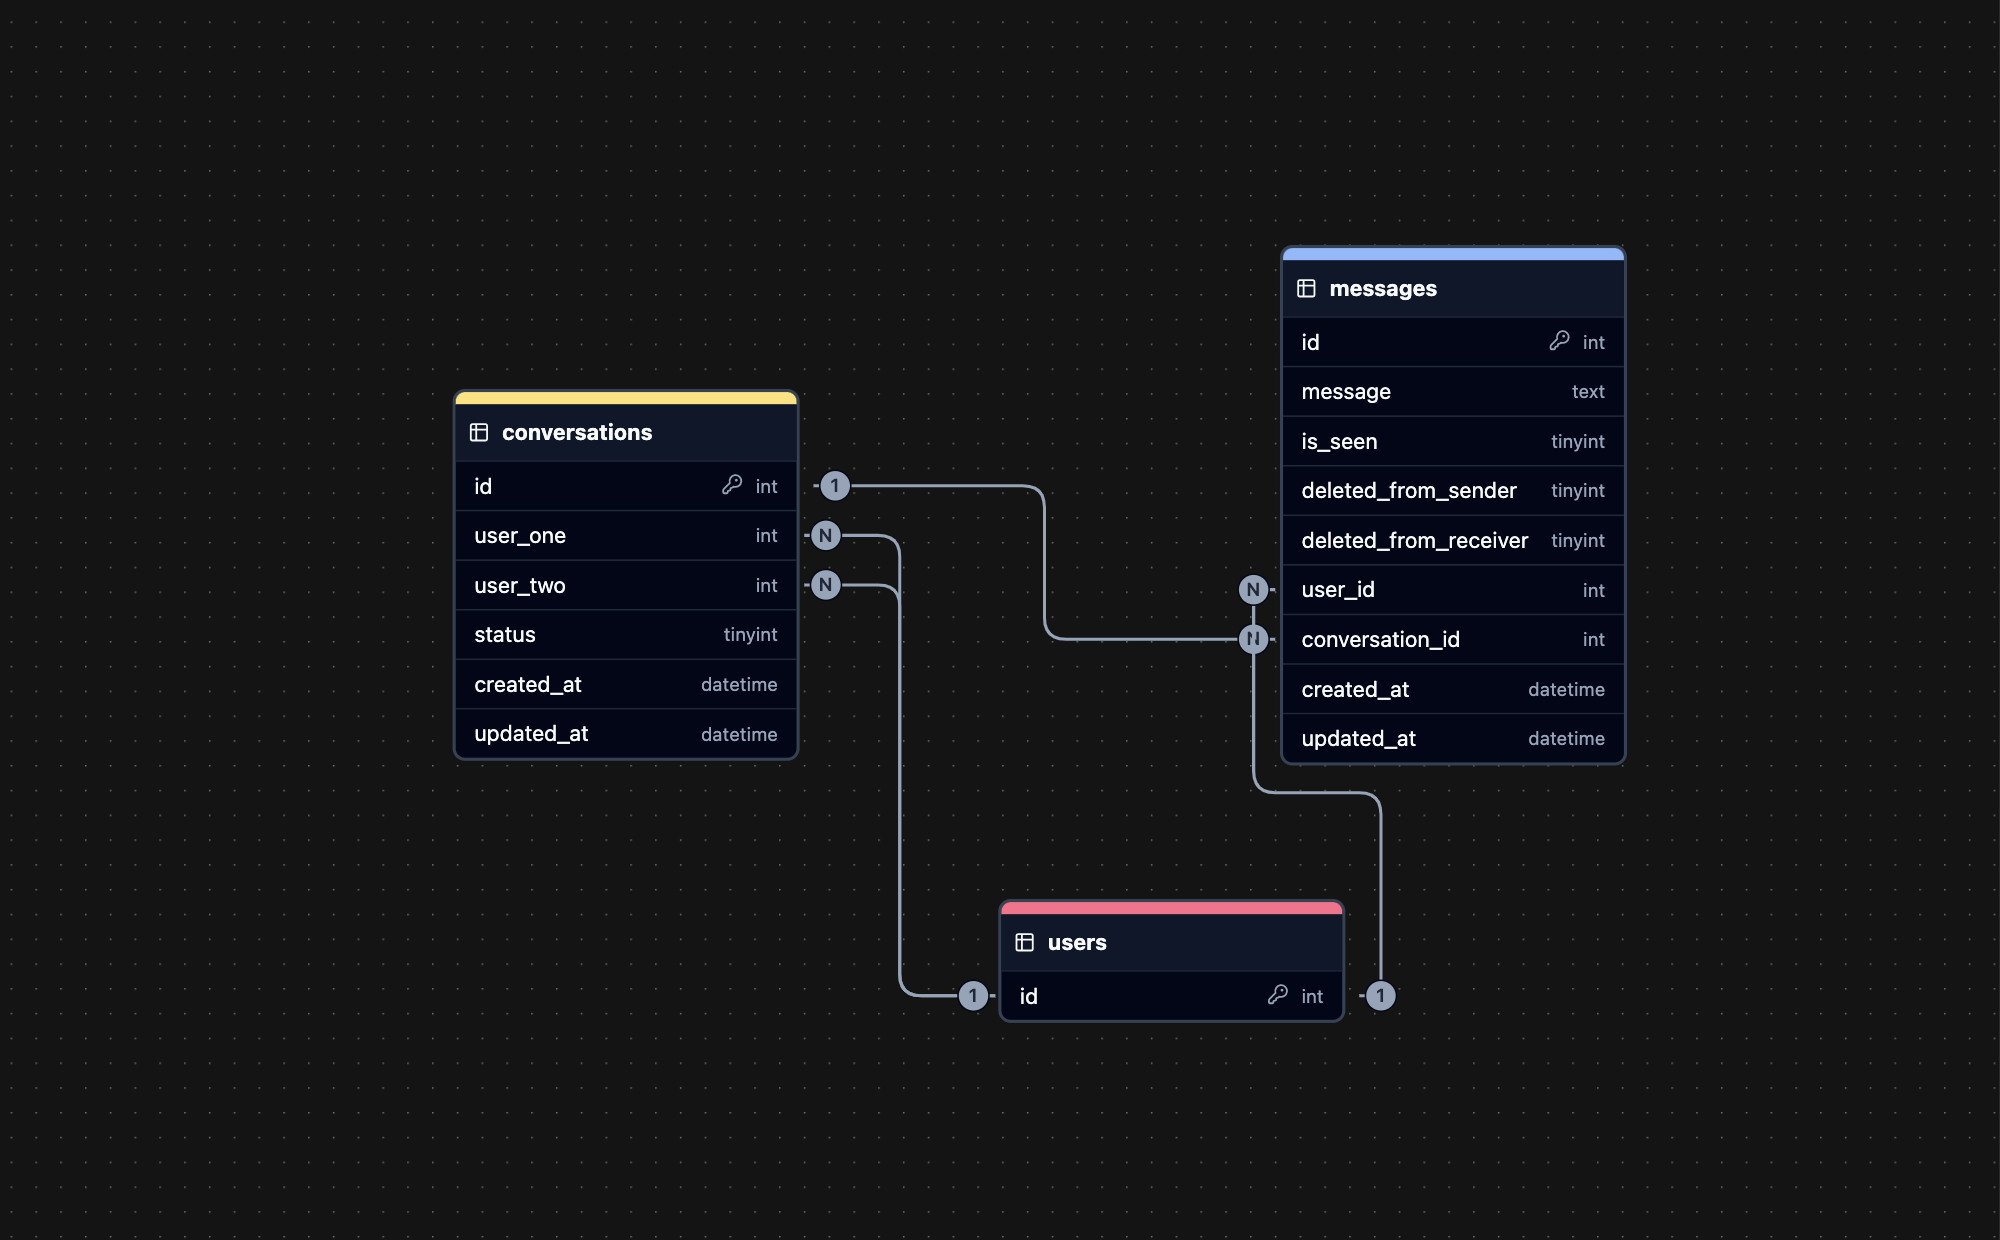 conversations
id int
user_one int
user_two int
status tinyint
created_at datetime
updated_at datetime
1
N
N
messages
id int
message text
is_seen tinyint
deleted_from_sender tinyint
deleted_from_receiver tinyint
user_id int
conversation_id int
created_at datetime
updated_at datetime
N
N
users
id int
1
1